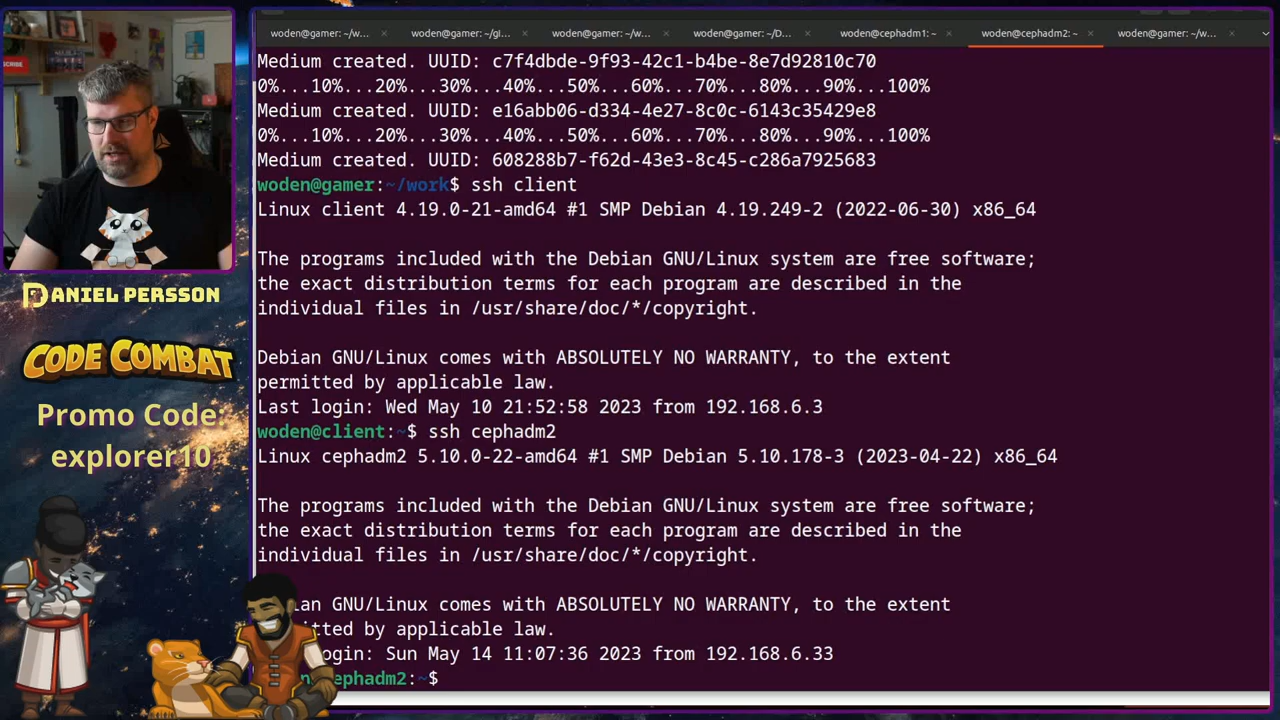 woden@gamer: ~/w...
woden@gamer: ~/gl...
woden@gamer: ~/w...
woden@gamer: ~/D...
woden@cephadm1: ~
woden@cephadm2: ~
woden@gamer: ~/w...
Medium created. UUID: c7f4dbde-9f93-42c1-b4be-8e7d92810c70
0%...10%...20%...30%...40%...50%...60%...70%...80%...90%...100%
Medium created. UUID: e16abb06-d334-4e27-8c0c-6143c35429e8
0%...10%...20%...30%...40%...50%...60%...70%...80%...90%...100%
Medium created. UUID: 608288b7-f62d-43e3-8c45-c286a7925683
woden@gamer:~/work$ ssh client
Linux client 4.19.0-21-amd64 #1 SMP Debian 4.19.249-2 (2022-06-30) x86_64
The programs included with the Debian GNU/Linux system are free software;
the exact distribution terms for each program are described in the
individual files in /usr/share/doc/*/copyright.
Debian GNU/Linux comes with ABSOLUTELY NO WARRANTY, to the extent
permitted by applicable law.
Last login: Wed May 10 21:52:58 2023 from 192.168.6.3
woden@client:~$ ssh cephadm2
Linux cephadm2 5.10.0-22-amd64 #1 SMP Debian 5.10.178-3 (2023-04-22) x86_64
The programs included with the Debian GNU/Linux system are free software;
the exact distribution terms for each program are described in the
individual files in /usr/share/doc/*/copyright.
ian GNU/Linux comes with ABSOLUTELY NO WARRANTY, to the extent
tted by applicable law.
login: Sun May 14 11:07:36 2023 from 192.168.6.33
ephadm2:~$
SCRIBE
DANIEL PERSSON
CODE COMBAT
Promo Code:
explorer10